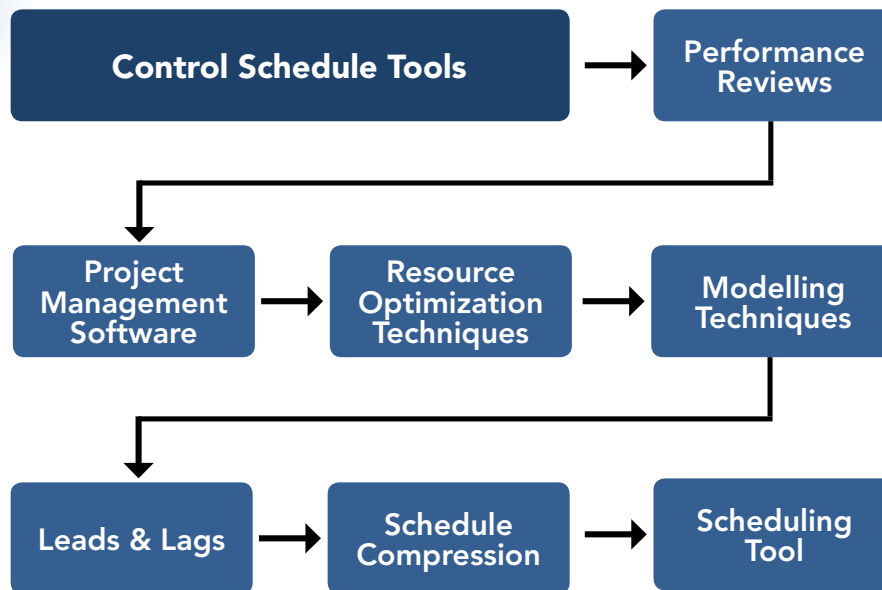 Control Schedule Tools
Performance
Reviews
Project
Management
Software
Resource
Optimization
Techniques
Modelling
Techniques
Leads & Lags
Schedule
Compression
Scheduling
Tool